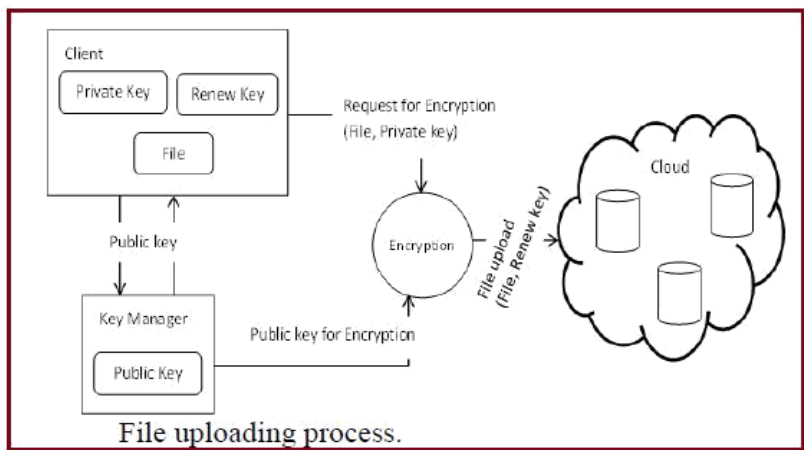 Client
Private Key
Renew Key
File
Request for Encryption
(File, Private key)
Public key
Encryption
File upload
(File, Renew key)
Cloud
Key Manager
Public Key
Public key for Encryption
File uploading process.